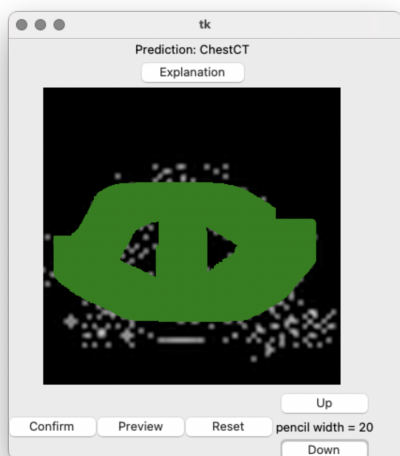 tk
Prediction: ChestCT
Explanation
Up
Confirm Preview Reset pencil width = 20
Down